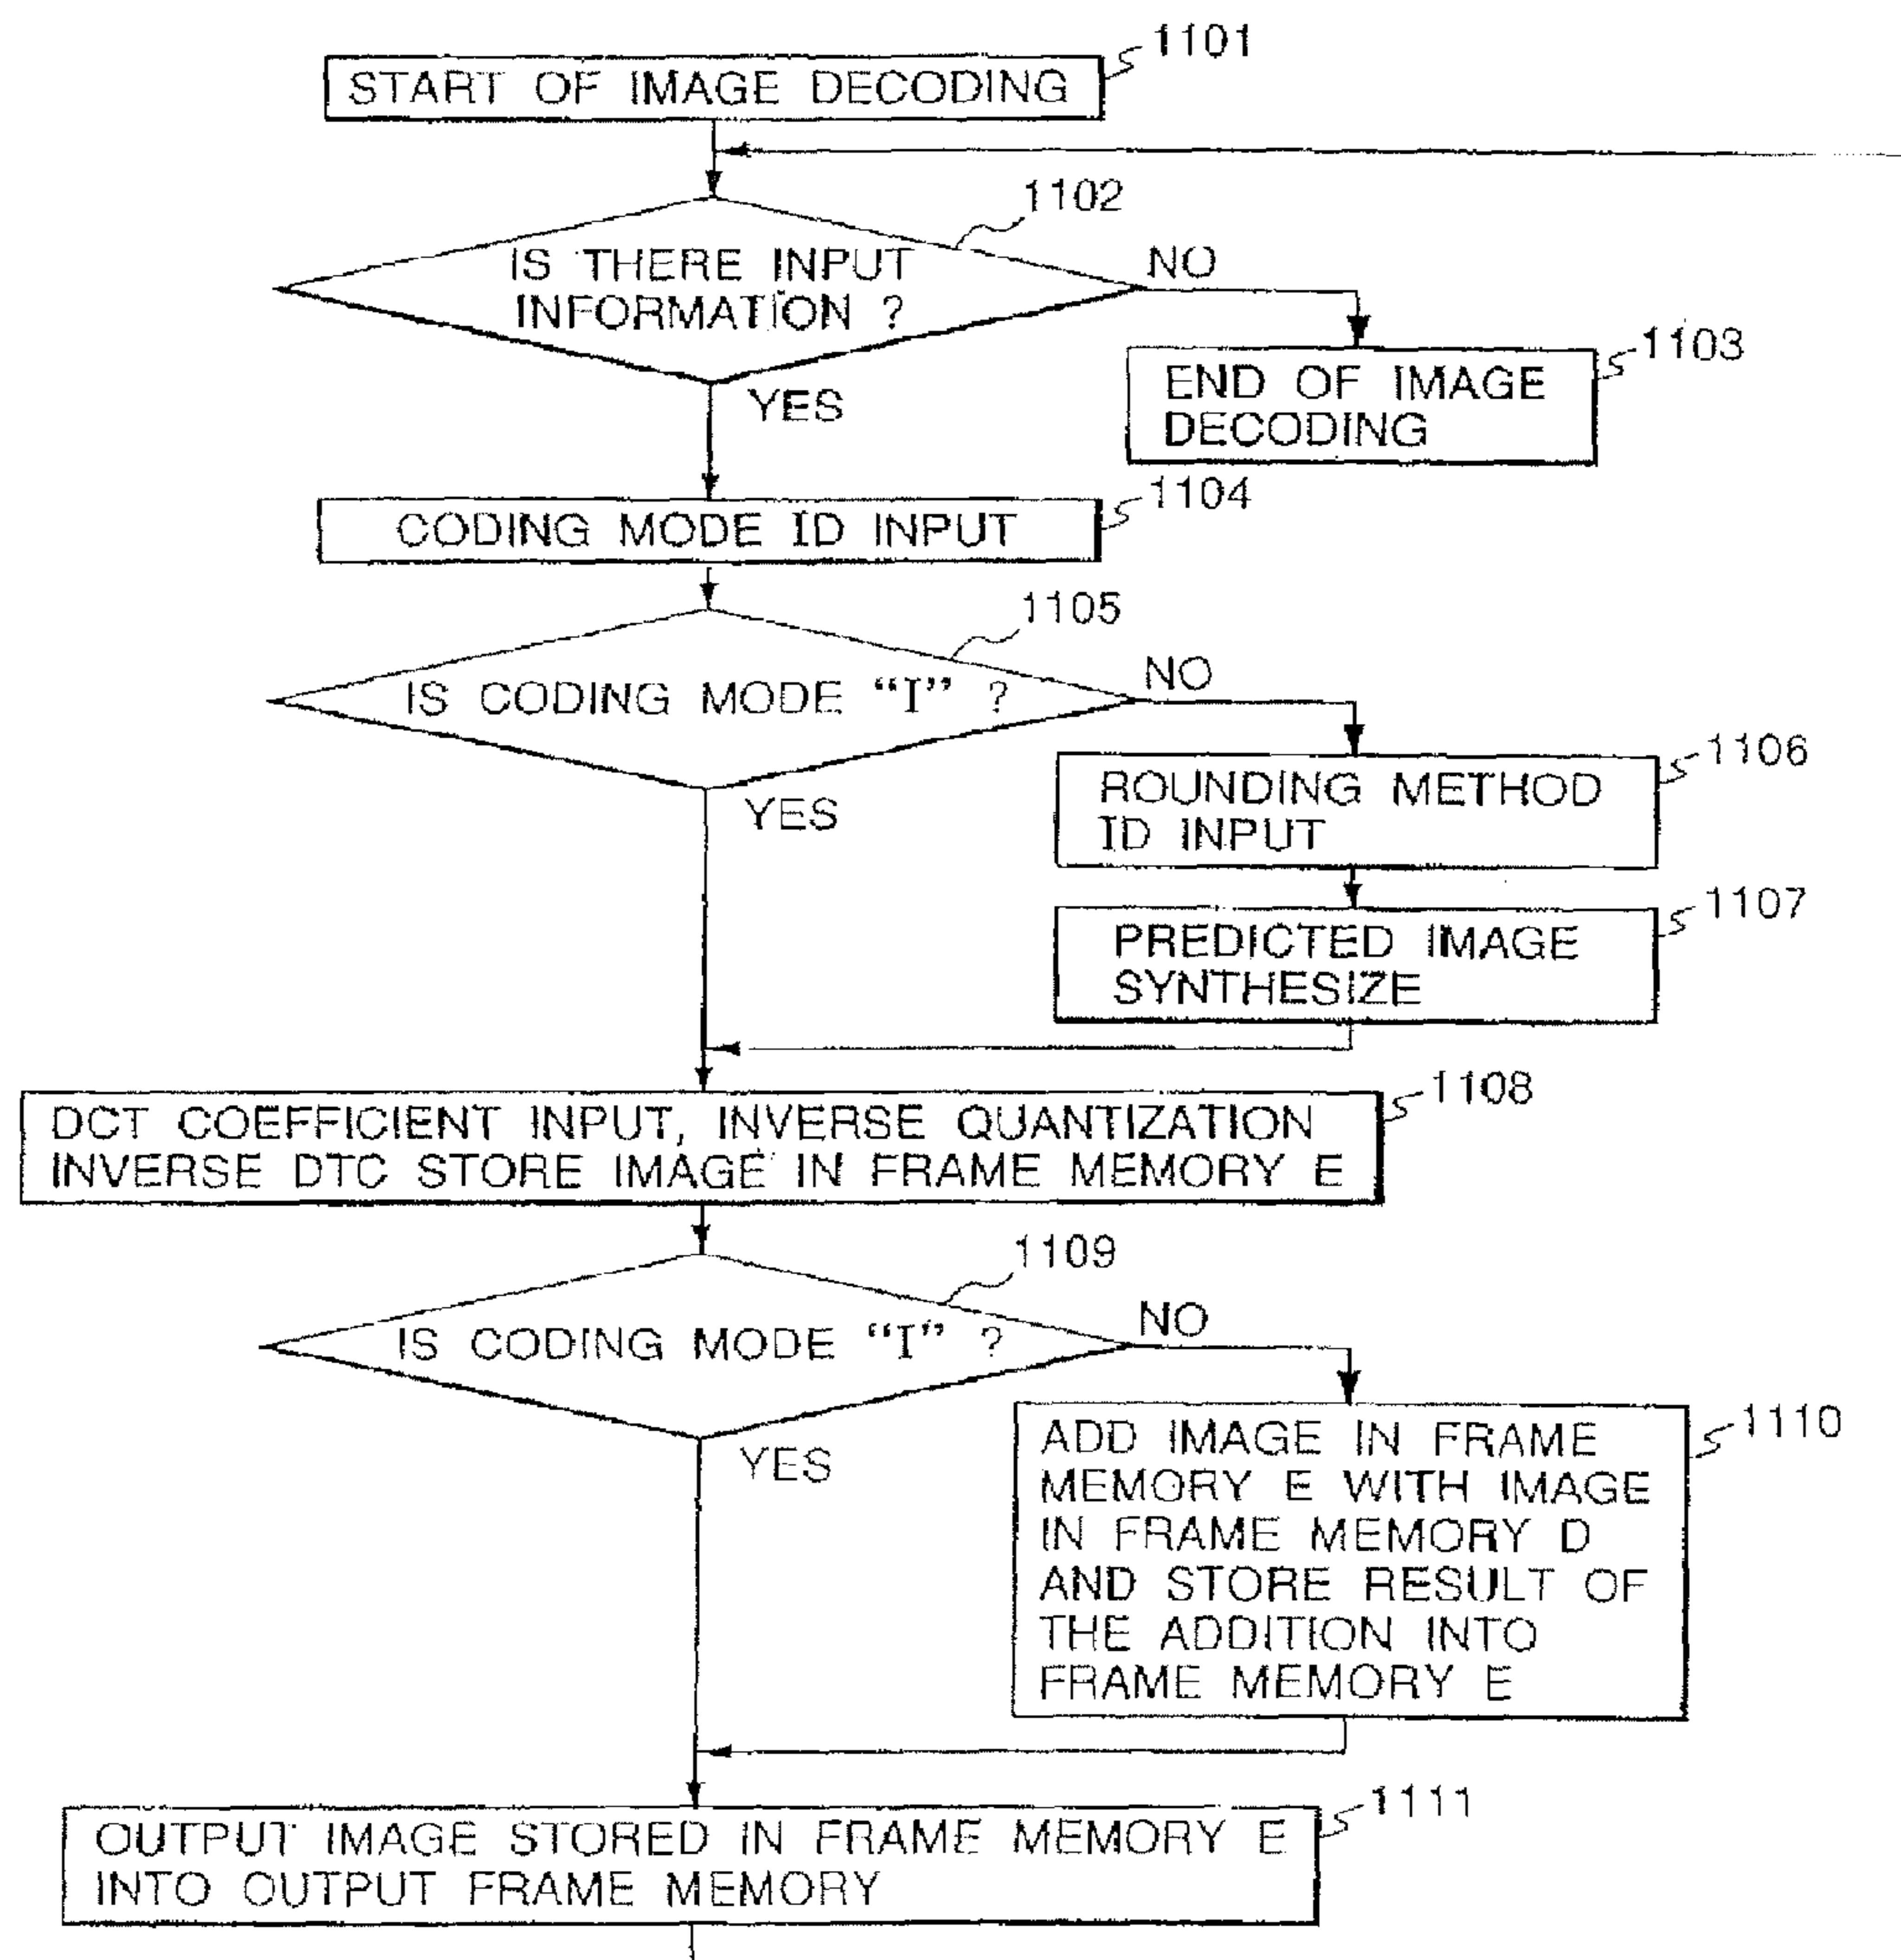 1101
START OF IMAGE DECODING
1102
IS THERE INPUT
INFORMATION ?
NO
YES
1103
END OF IMAGE
DECODING
1104
CODING MODE ID INPUT
1105
IS CODING MODE “I” ?
NO
YES
1106
ROUNDING METHOD
ID INPUT
1107
PREDICTED IMAGE
SYNTHESIZE
1108
DCT COEFFICIENT INPUT, INVERSE QUANTIZATION
INVERSE DTC STORE IMAGE IN FRAME MEMORY E
1109
IS CODING MODE “I” ?
NO
YES
1110
ADD IMAGE IN FRAME
MEMORY E WITH IMAGE
IN FRAME MEMORY D
AND STORE RESULT OF
THE ADDITION INTO
FRAME MEMORY E
1111
OUTPUT IMAGE STORED IN FRAME MEMORY E
INTO OUTPUT FRAME MEMORY